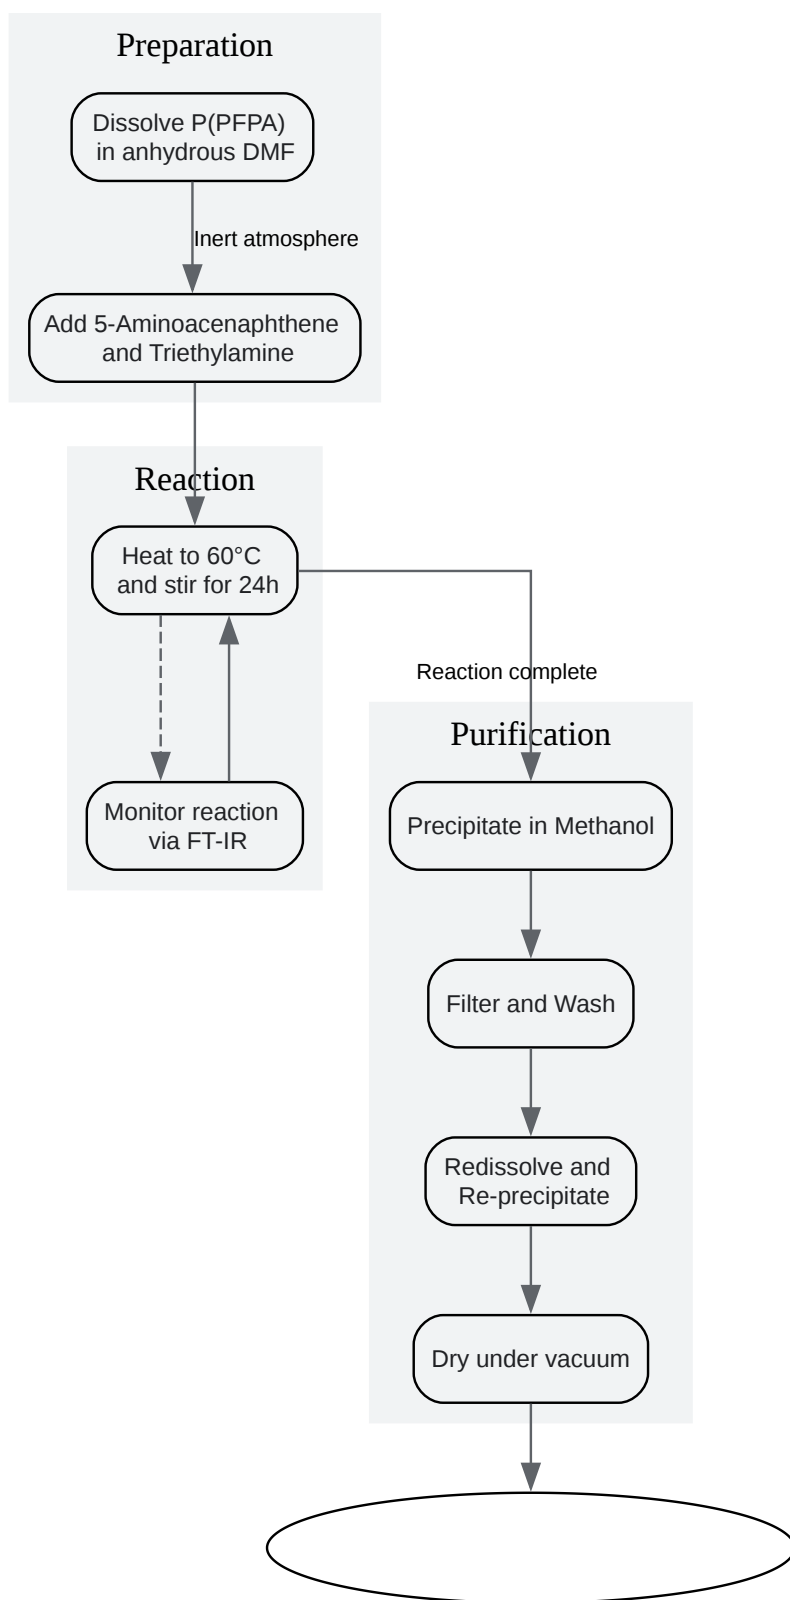 Preparation
Dissolve P(PFPA)
in anhydrous DMF
Inert atmosphere
Add 5-Aminoacenaphthene
and Triethylamine
Reaction
Heat to 60°C
and stir for 24h
Monitor reaction
via FT-IR
Reaction complete
Purification
Precipitate in Methanol
Filter and Wash
Redissolve and
Re-precipitate
Dry under vacuum